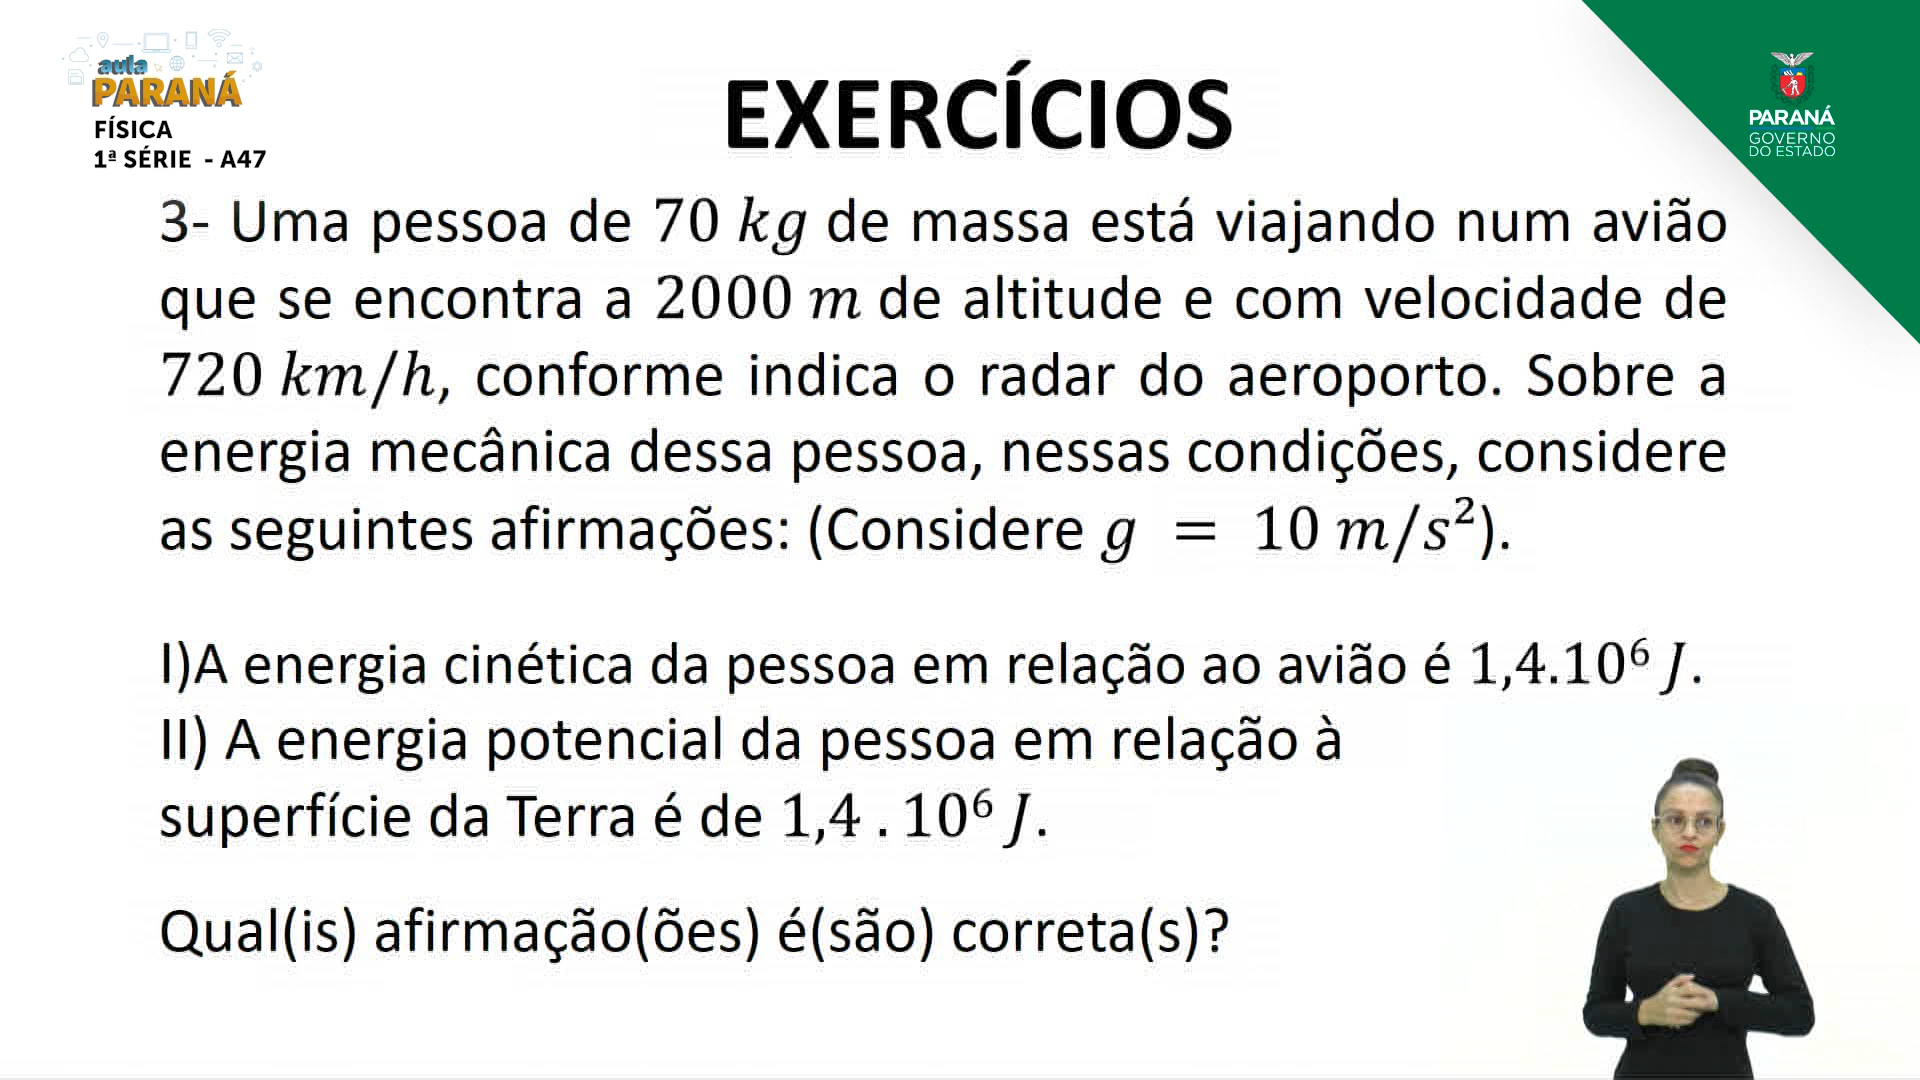 aula
PARANÁ
FÍSICA
1ª SÉRIE - A47
EXERCÍCIOS
PARANÁ
GOVERNO
DO ESTADO
3- Uma pessoa de 70 kg de massa está viajando num avião
que se encontra a 2000 m de altitude e com velocidade de
720 km/h, conforme indica o radar do aeroporto. Sobre a
energia mecânica dessa pessoa, nessas condições, considere
as seguintes afirmações: (Considere g = 10 m/s²).
I)A energia cinética da pessoa em relação ao avião é 1,4.10⁶ J.
II) A energia potencial da pessoa em relação à
superfície da Terra é de 1,4 . 10⁶ J.
Qual(is) afirmação(ões) é(são) correta(s)?